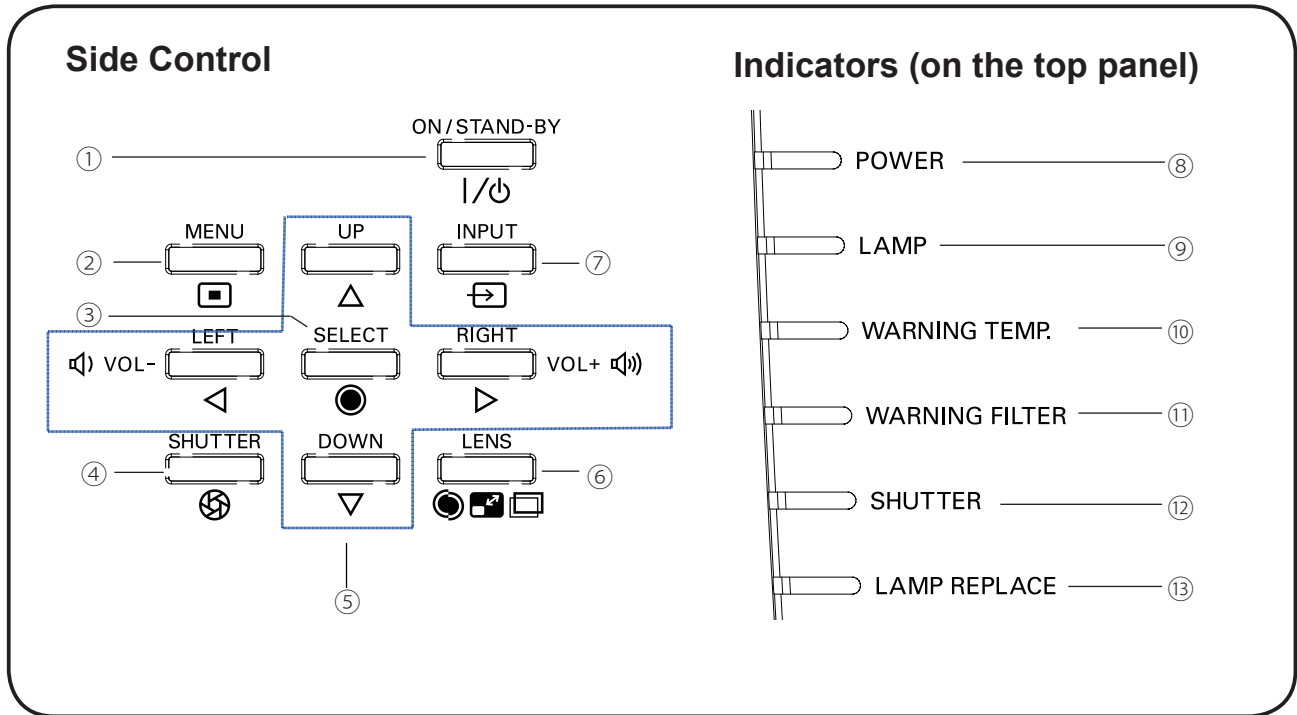 Side Control
ON/STAND-BY
①
MENU
UP
INPUT
②
⑦
③
LEFT
SELECT
RIGHT
VOL-
VOL+
SHUTTER
DOWN
LENS
④
⑥
⑤
Indicators (on the top panel)
POWER ⑧
LAMP ⑨
WARNING TEMP. ⑩
WARNING FILTER ⑪
SHUTTER ⑫
LAMP REPLACE ⑬